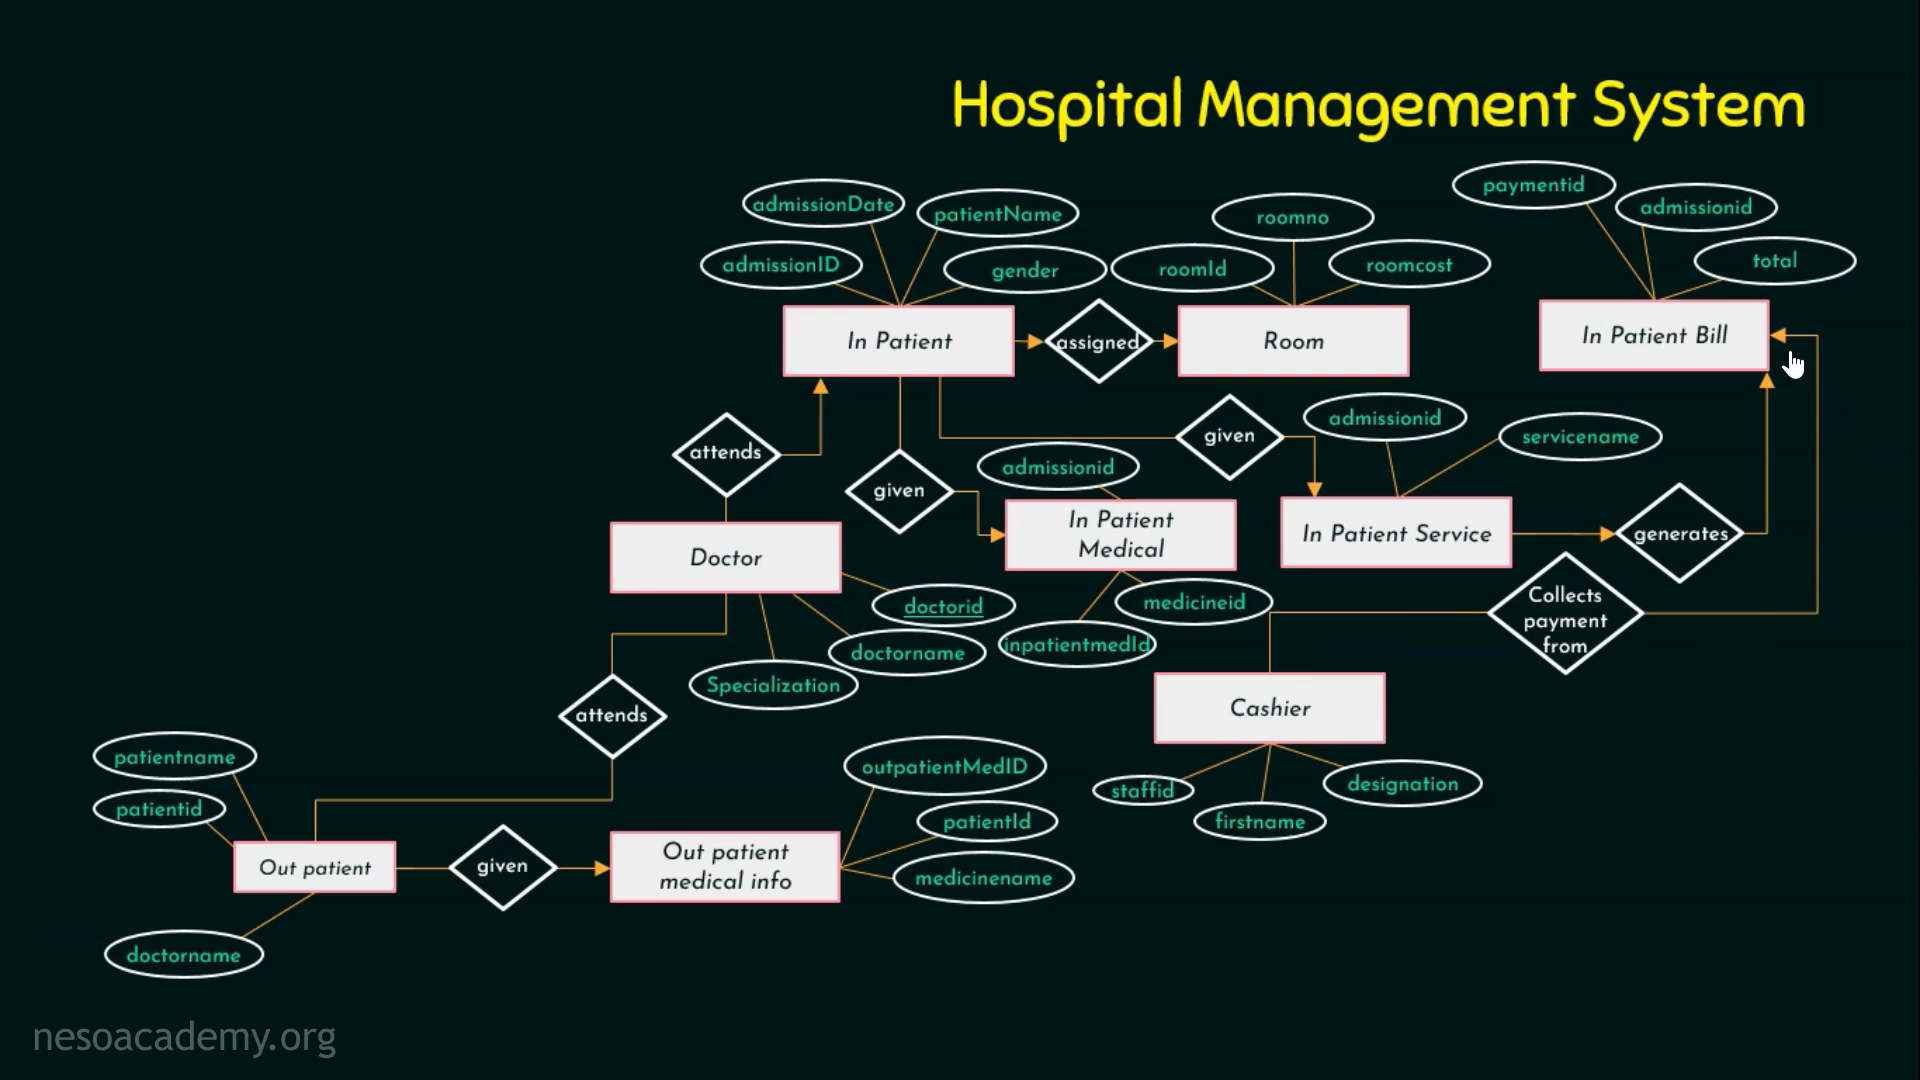 Hospital Management System
paymentid
admissionDate
patientName
admissionid
roomno
admissionID
gender
roomId
roomcost
total
In Patient
assigned
Room
In Patient Bill
attends
given
admissionid
servicename
given
admissionid
In Patient
Medical
In Patient Service
generates
Doctor
doctorid
medicineid
Collects
payment
from
doctorname
inpatientmedId
Specialization
attends
Cashier
patientname
outpatientMedID
staffid
designation
patientid
patientId
firstname
Out patient
given
Out patient
medical info
medicinename
doctorname
nesoacademy.org